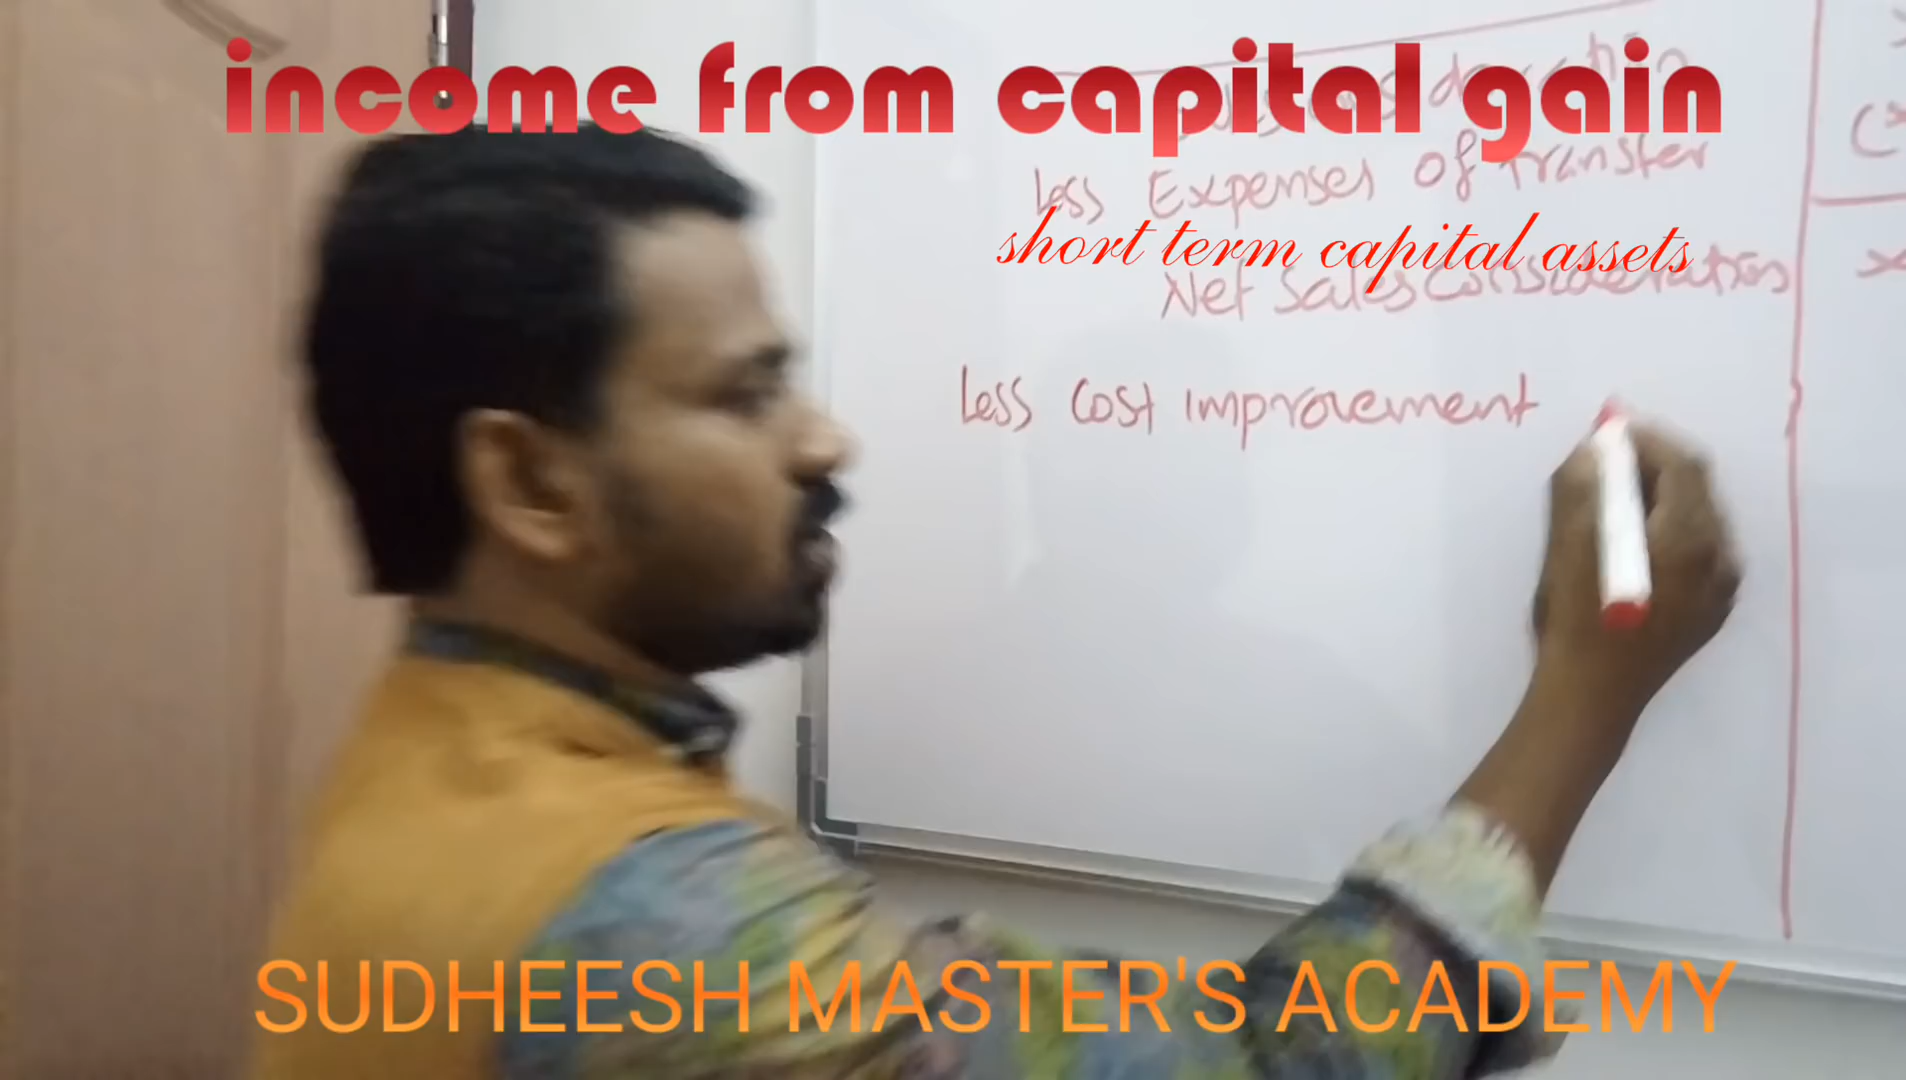 income from capital gain
Less Expenses of Transfer
short term capital assets
Net Sales Consideration
Less Cost improvement
SUDHEESH MASTER'S ACADEMY